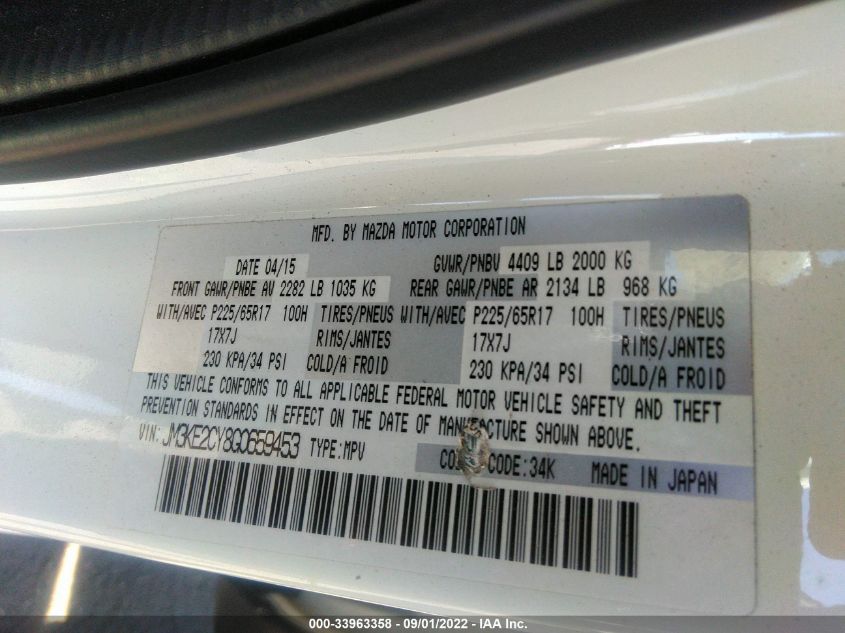 MFD. BY MAZDA MOTOR CORPORATION
DATE 04/15 GVWR/PNBV 4409 LB 2000 KG
FRONT GAWR/PNBE AV 2282 LB 1035 KG REAR GAWR/PNBE AR 2134 LB 968 KG
WITH/AVEC P225/65R17 100H TIRES/PNEUS WITH/AVEC P225/65R17 100H TIRES/PNEUS
17X7J RIMS/JANTES 17X7J RIMS/JANTES
230 KPA/34 PSI COLD/A FROID 230 KPA/34 PSI COLD/A FROID
THIS VEHICLE CONFORMS TO ALL APPLICABLE FEDERAL MOTOR VEHICLE SAFETY AND THEFT
PREVENTION STANDARDS IN EFFECT ON THE DATE OF MANUFACTURE SHOWN ABOVE.
VIN: JM3KE2CY8G0659453 TYPE:MPV
CODE:34K MADE IN JAPAN
000-33963358 - 09/01/2022 - IAA Inc.